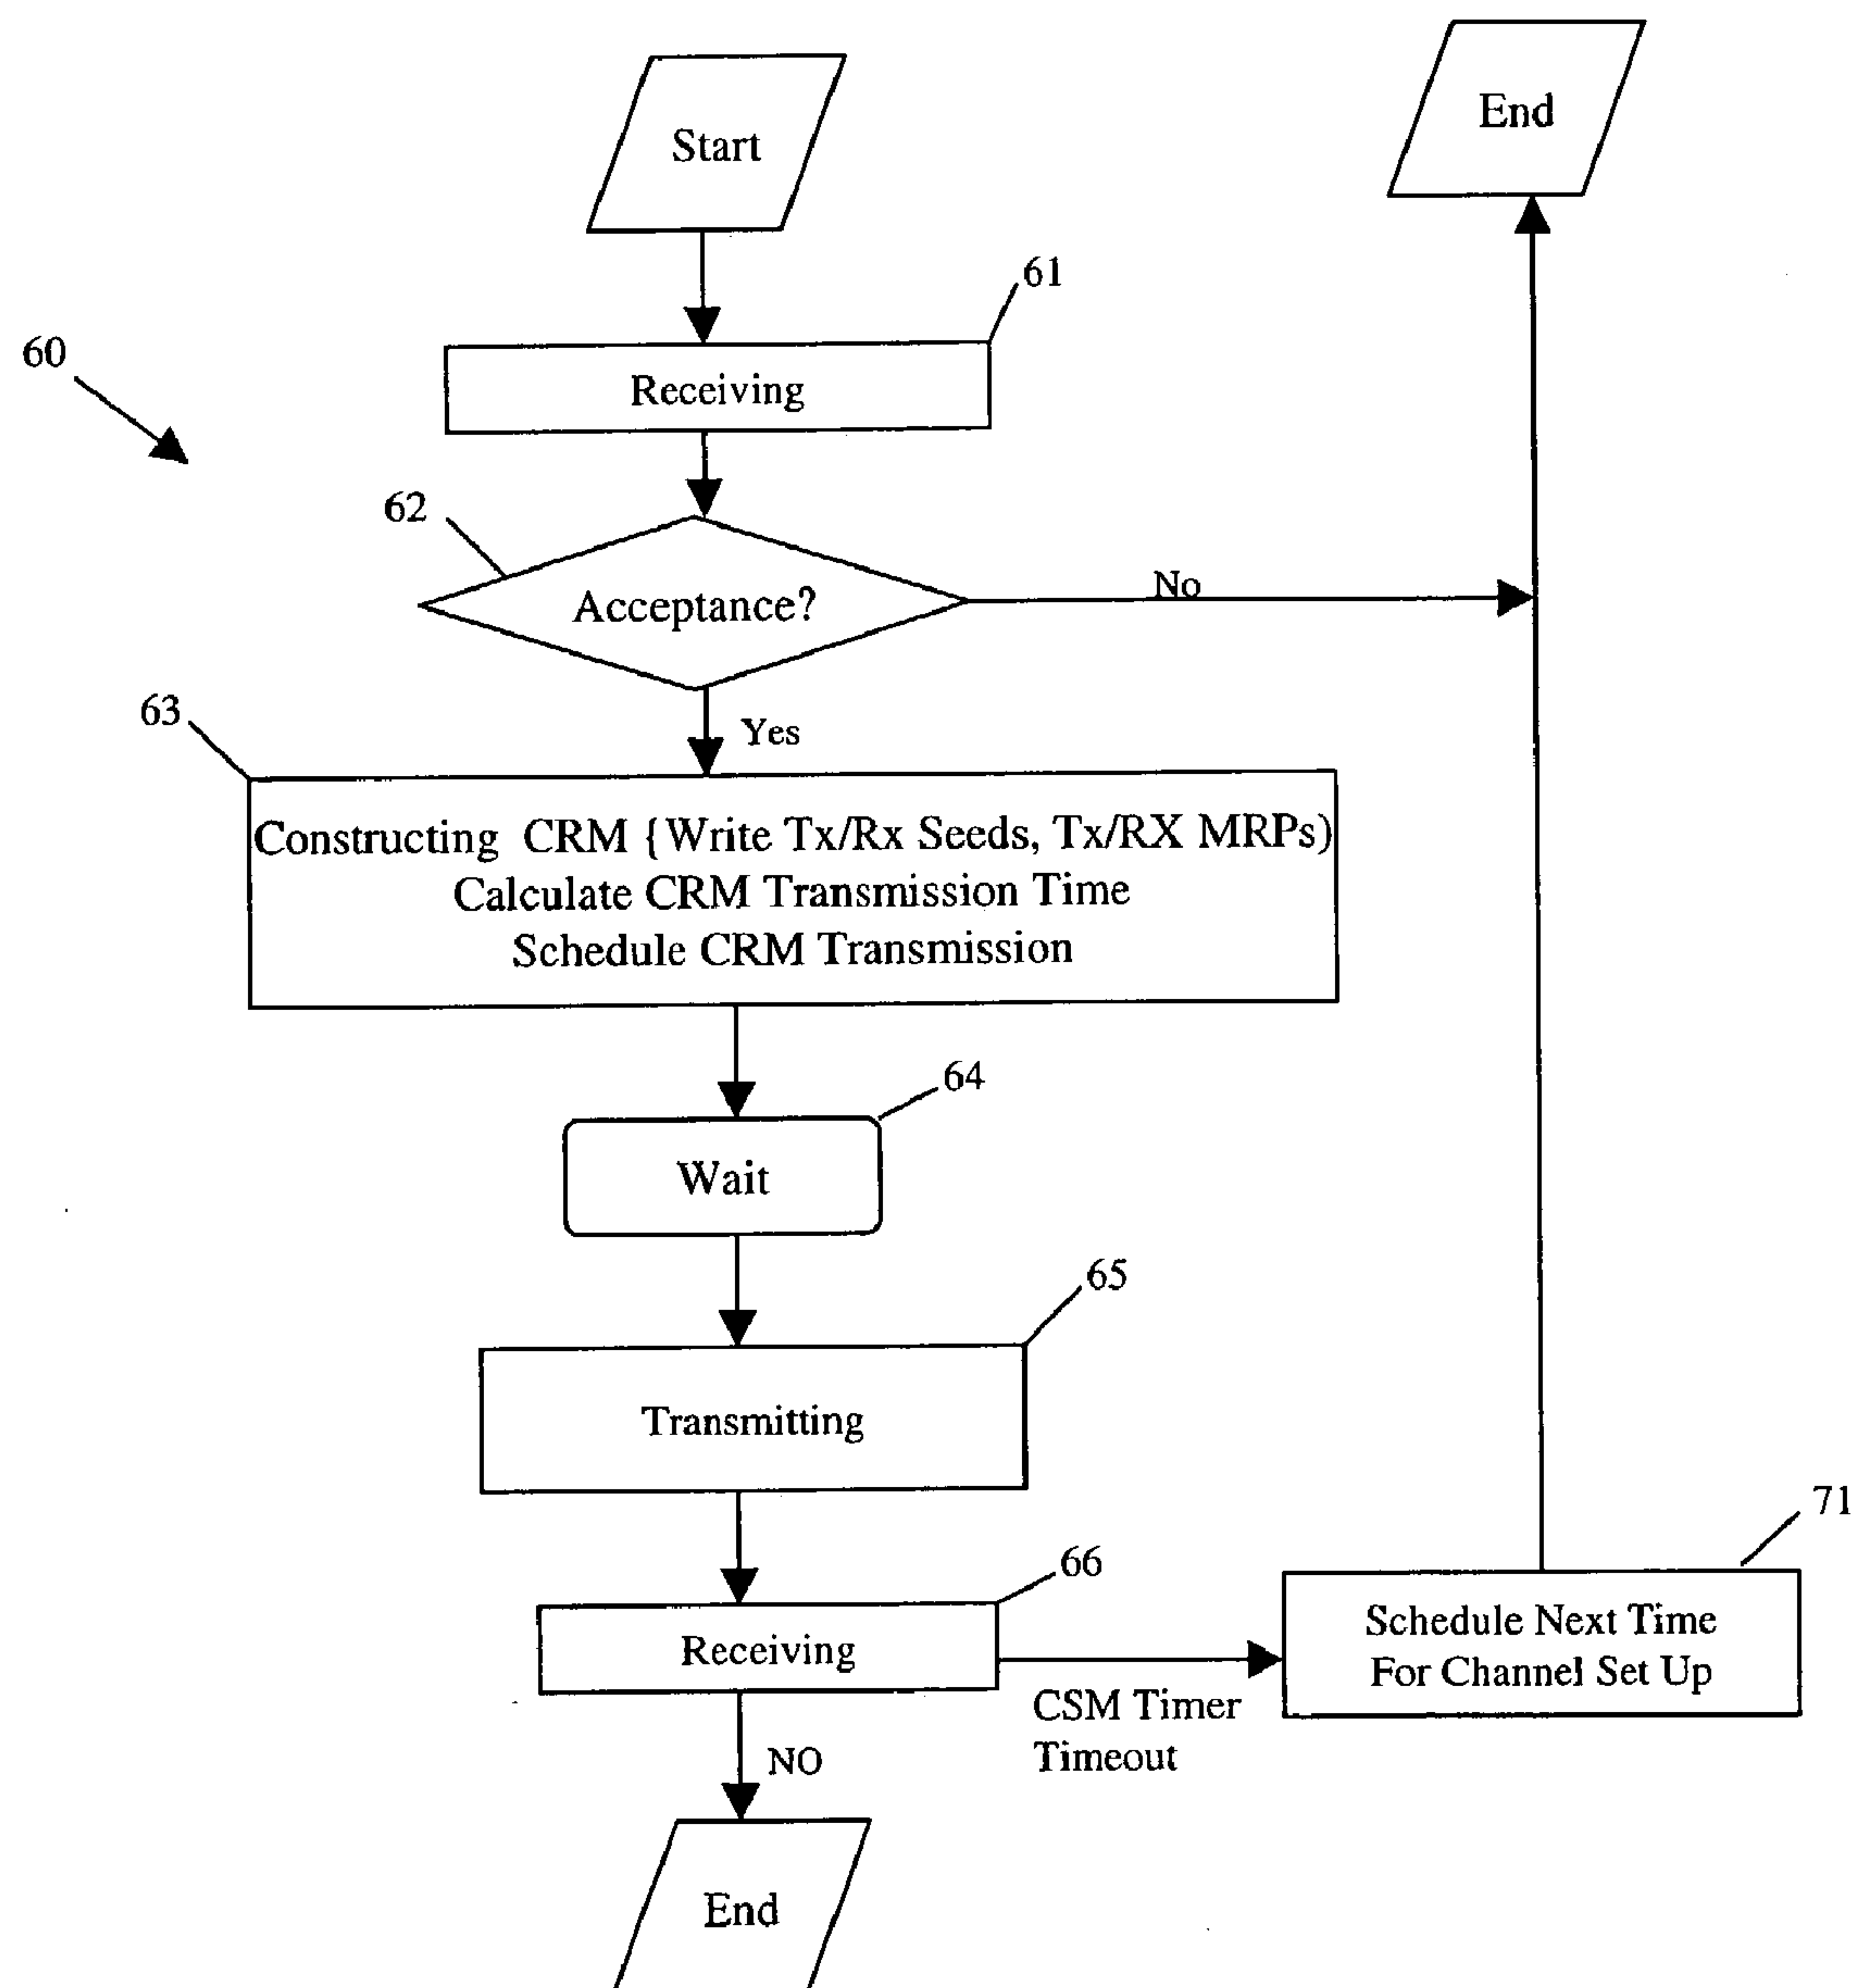 Start
End
61
60
Receiving
62
Acceptance?
No
63
Yes
Constructing CRM {Write Tx/Rx Seeds, Tx/RX MRPs)
Calculate CRM Transmission Time
Schedule CRM Transmission
64
Wait
65
Transmitting
66
Receiving
71
Schedule Next Time
For Channel Set Up
CSM Timer
Timeout
NO
End